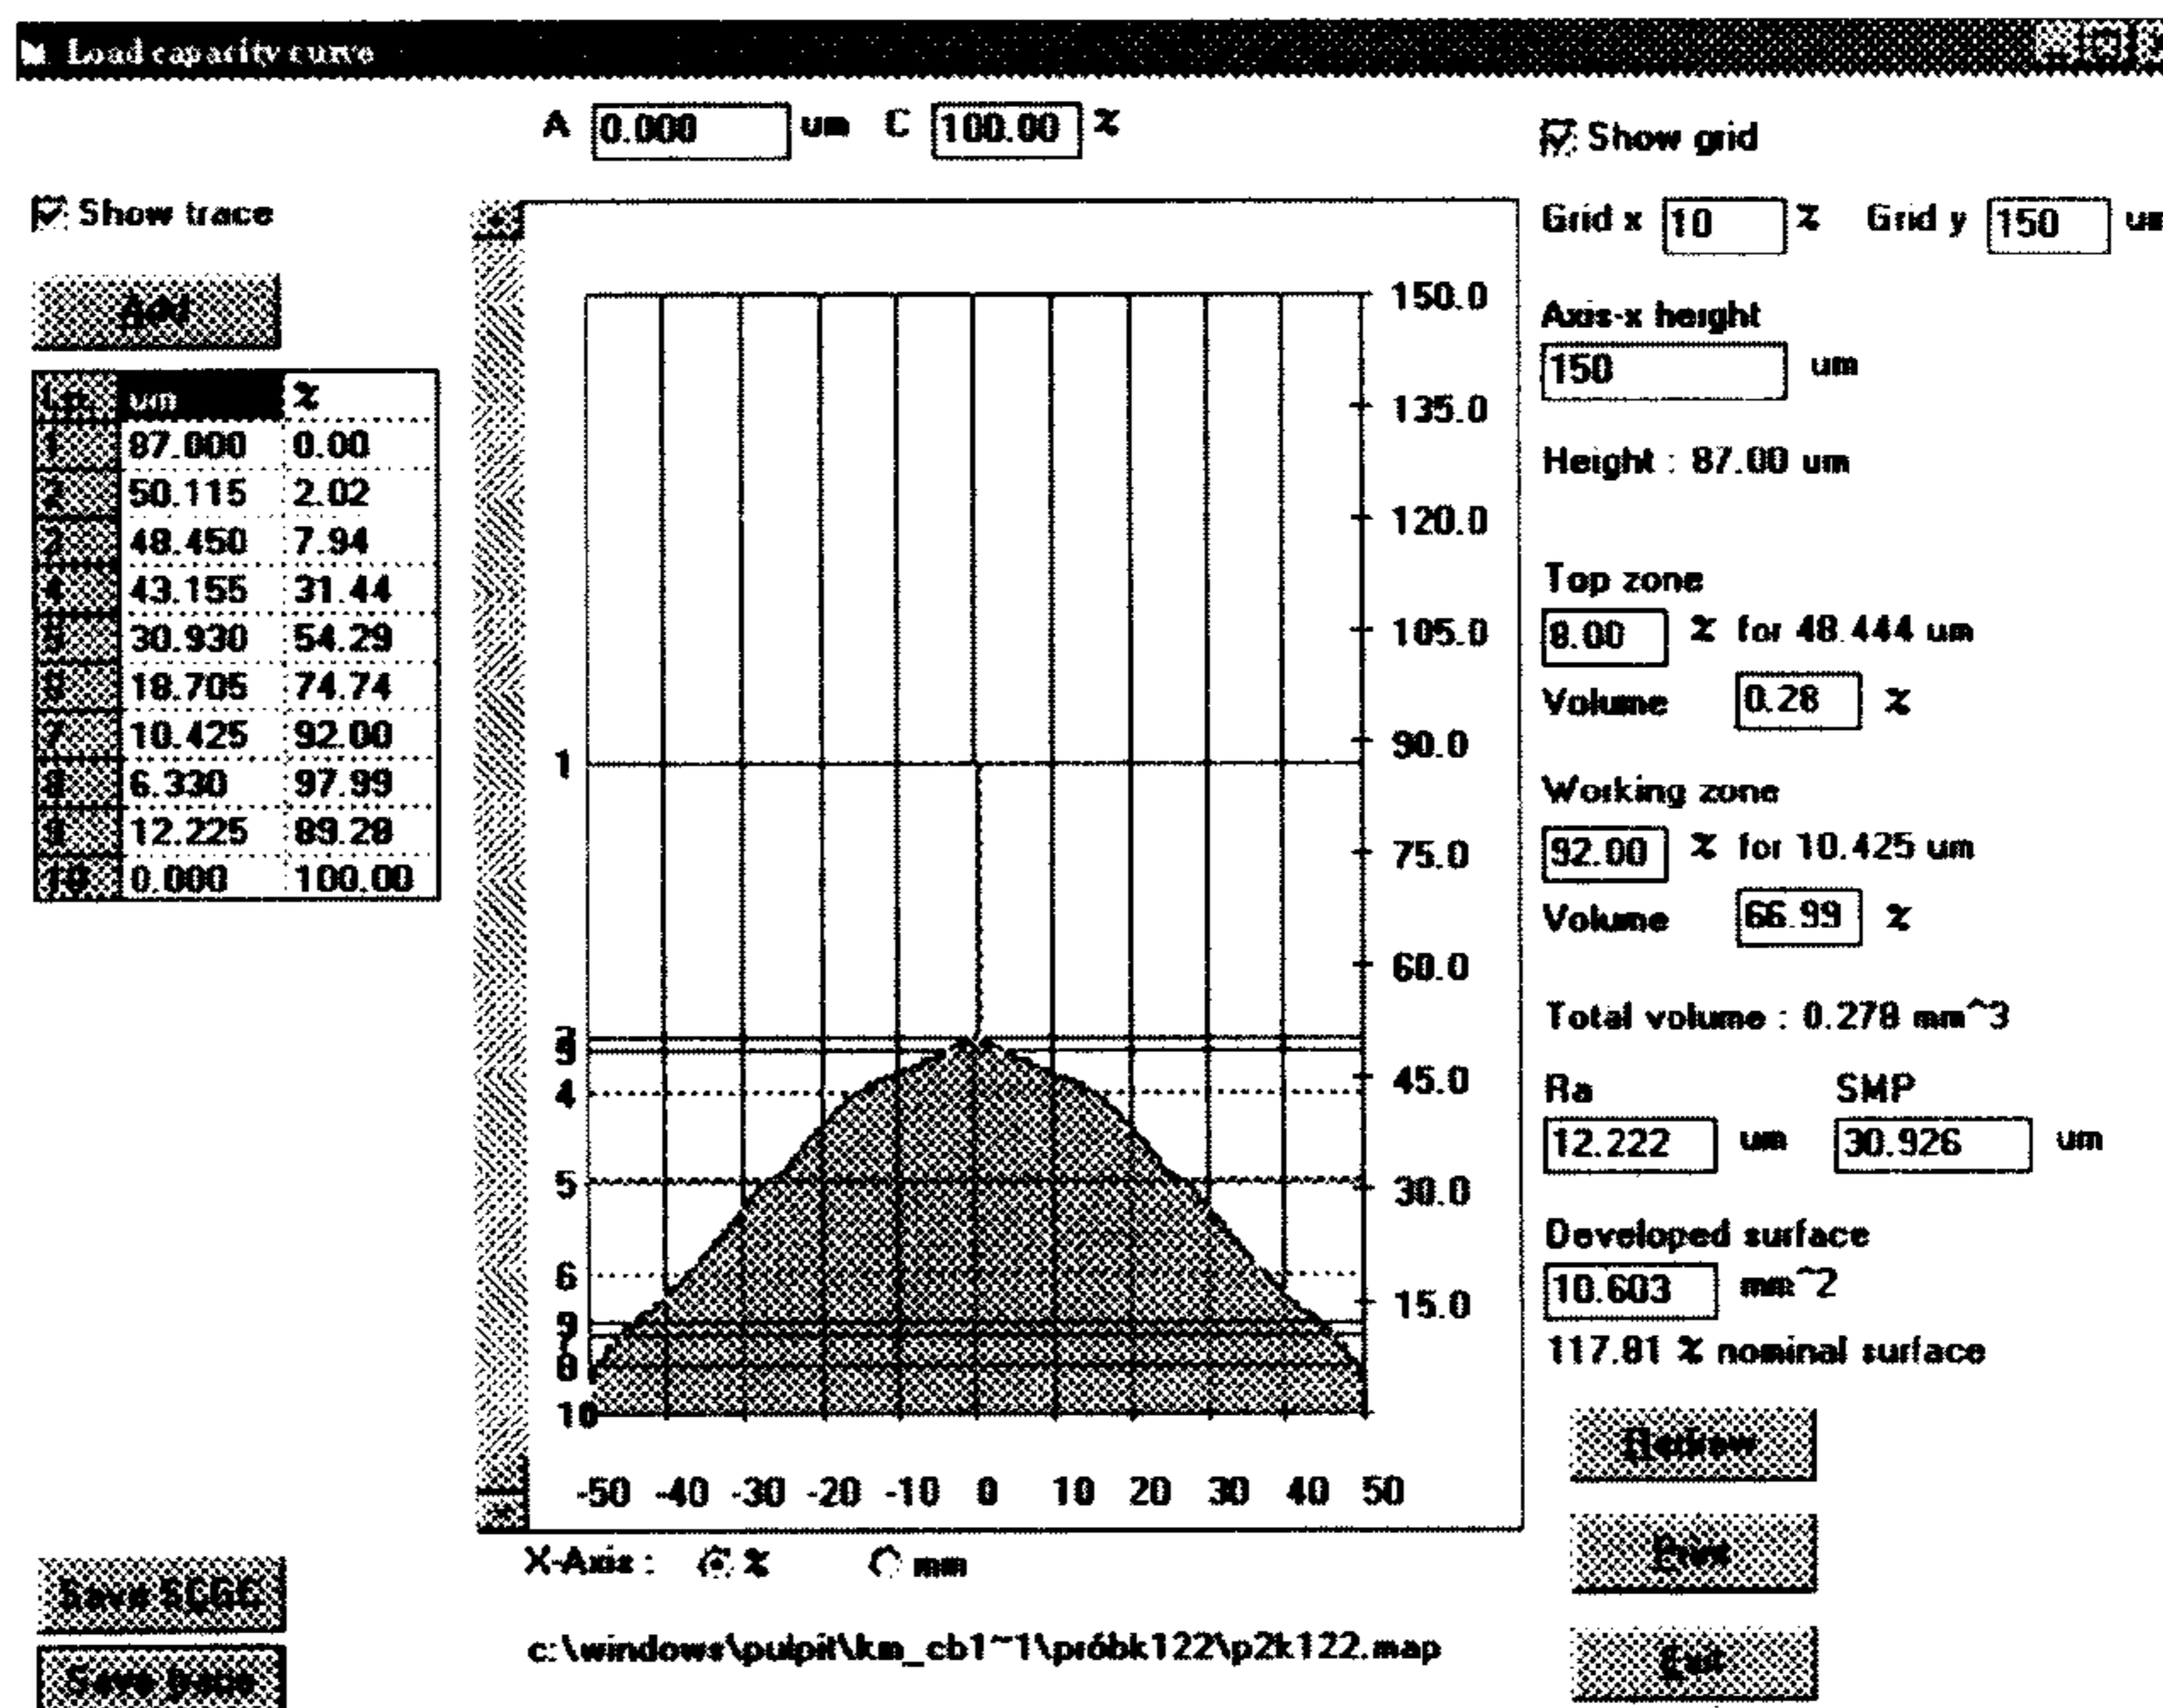 Load capacity curve
A 0.000 um C 100.00 %
Show trace
Add
um %
1 87.000 0.00
2 50.115 2.02
3 48.450 7.94
4 43.155 31.44
5 30.930 54.29
6 18.705 74.74
7 10.425 92.00
8 6.330 97.99
9 12.225 89.28
10 0.000 100.00
Save SCGC
Save trace
150.0
135.0
120.0
105.0
90.0
75.0
60.0
45.0
30.0
15.0
1
3
4
5
6
9
7
8
10
-50 -40 -30 -20 -10 0 10 20 30 40 50
X-Axis : % mm
c:\windows\pulpit\km_cb1~1\próbk122\p2k122.map
Show grid
Grid x 10 % Grid y 150 um
Axis-x height
150 um
Height : 87.00 um
Top zone
8.00 % for 48.444 um
Volume 0.28 %
Working zone
92.00 % for 10.425 um
Volume 66.99 %
Total volume : 0.278 mm^3
Ra SMP
12.222 um 30.926 um
Developed surface
10.603 mm^2
117.81 % nominal surface
Redraw
Print
Exit